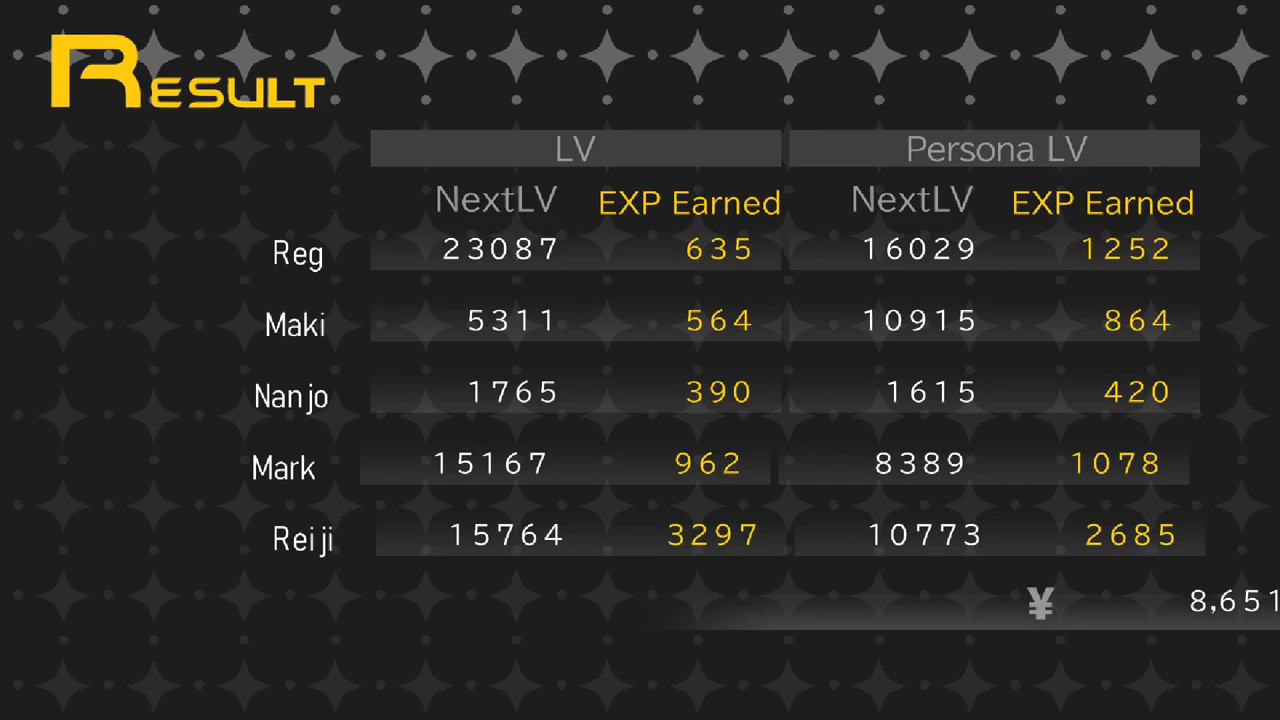 RESULT
LV Persona LV
NextLV EXP Earned NextLV EXP Earned
Reg 23087 635 16029 1252
Maki 5311 564 10915 864
Nanjo 1765 390 1615 420
Mark 15167 962 8389 1078
Reiji 15764 3297 10773 2685
¥ 8,651